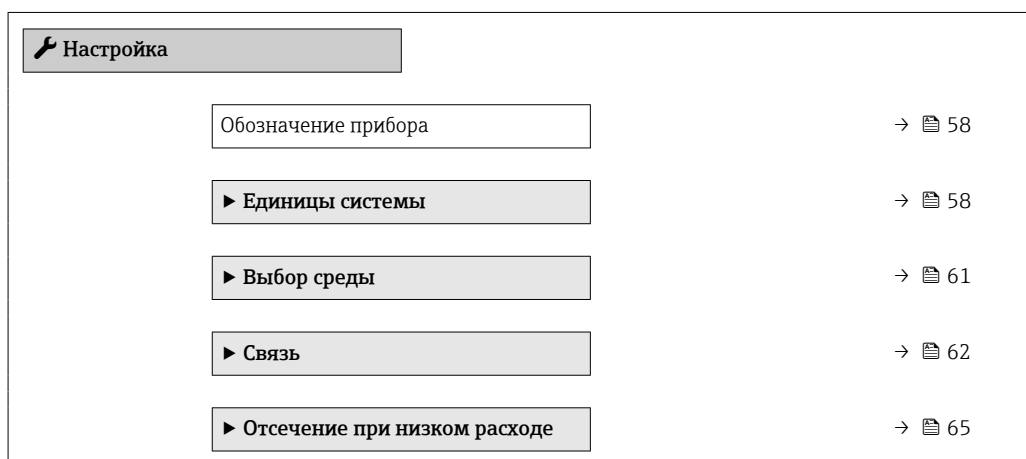 Настройка
Обозначение прибора → 58
▶ Единицы системы → 58
▶ Выбор среды → 61
▶ Связь → 62
▶ Отсечение при низком расходе → 65